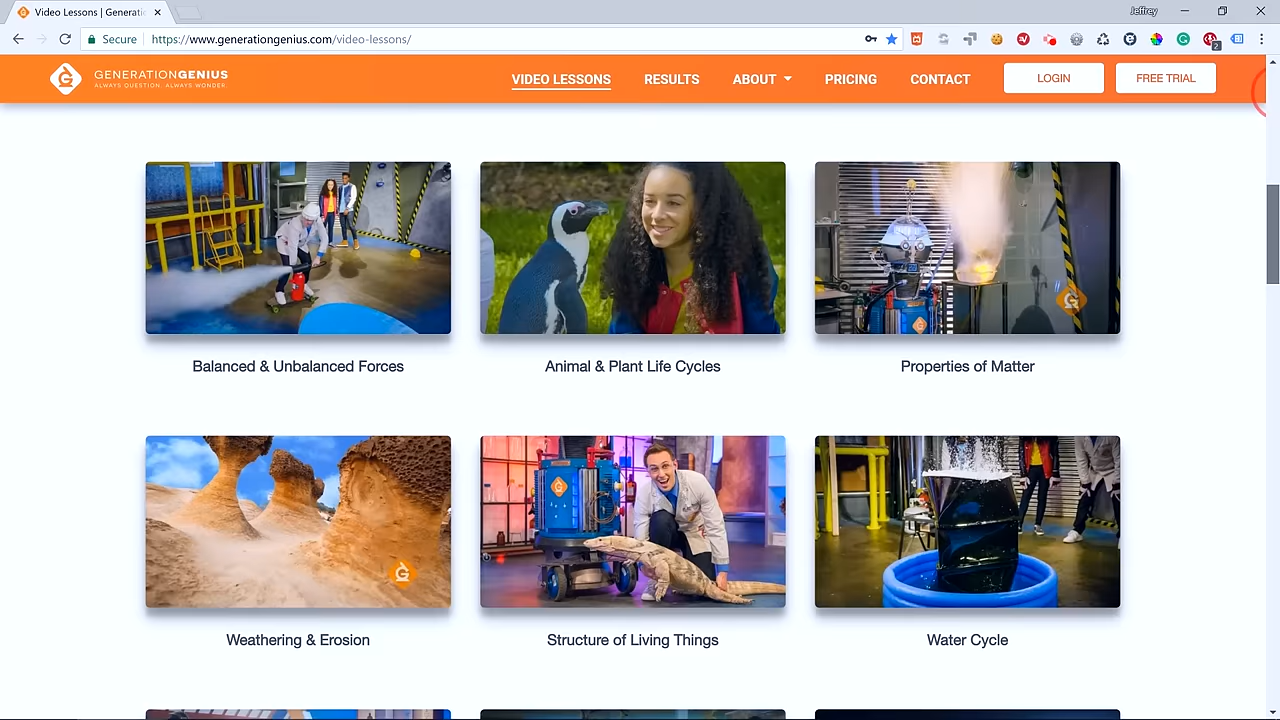 Video Lessons | Generati
Jeffrey
Secure
https://www.generationgenius.com/video-lessons/
2
GENERATIONGENIUS
ALWAYS QUESTION. ALWAYS WONDER.
VIDEO LESSONS
RESULTS
ABOUT
PRICING
CONTACT
LOGIN
FREE TRIAL
Balanced & Unbalanced Forces
Animal & Plant Life Cycles
Properties of Matter
Weathering & Erosion
Structure of Living Things
Water Cycle